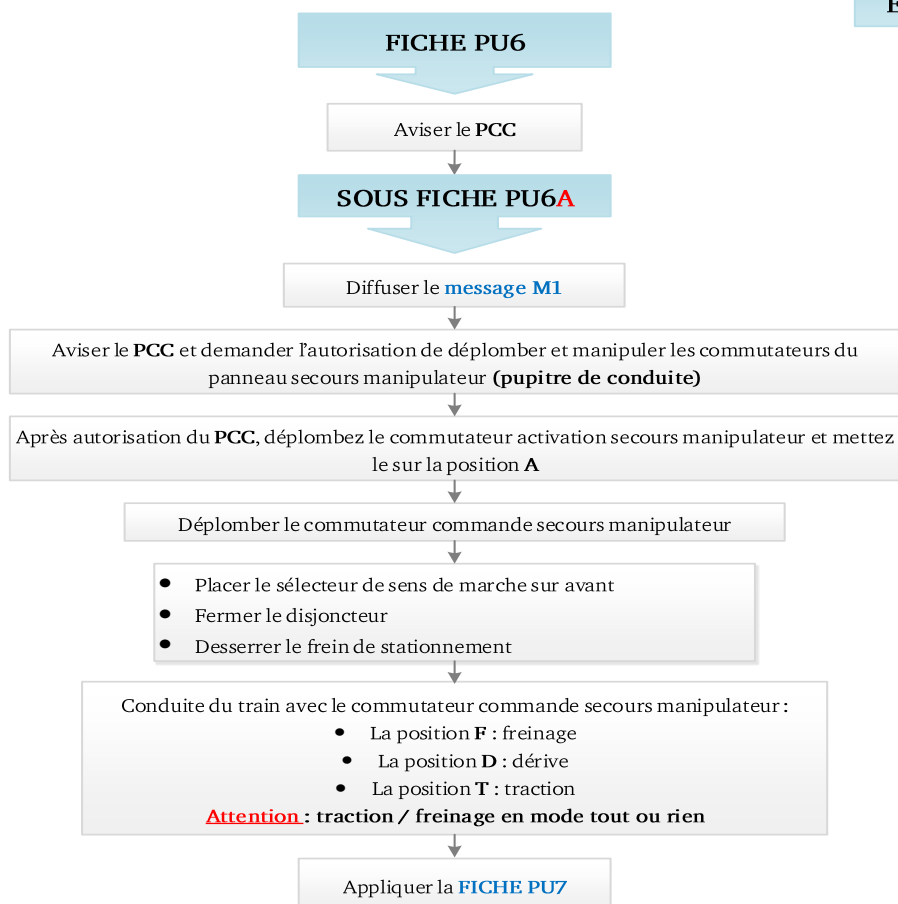 FICHE PU6
Aviser le PCC
SOUS FICHE PU6A
Diffuser le message M1
Aviser le PCC et demander l'autorisation de déplomber et manipuler les commutateurs du
panneau secours manipulateur (pupitre de conduite)
Après autorisation du PCC, déplombez le commutateur activation secours manipulateur et mettez
le sur la position A
Déplomber le commutateur commande secours manipulateur
• Placer le sélecteur de sens de marche sur avant
• Fermer le disjoncteur
• Desserrer le frein de stationnement
Conduite du train avec le commutateur commande secours manipulateur :
• La position F : freinage
• La position D : dérive
• La position T : traction
Attention : traction / freinage en mode tout ou rien
Appliquer la FICHE PU7